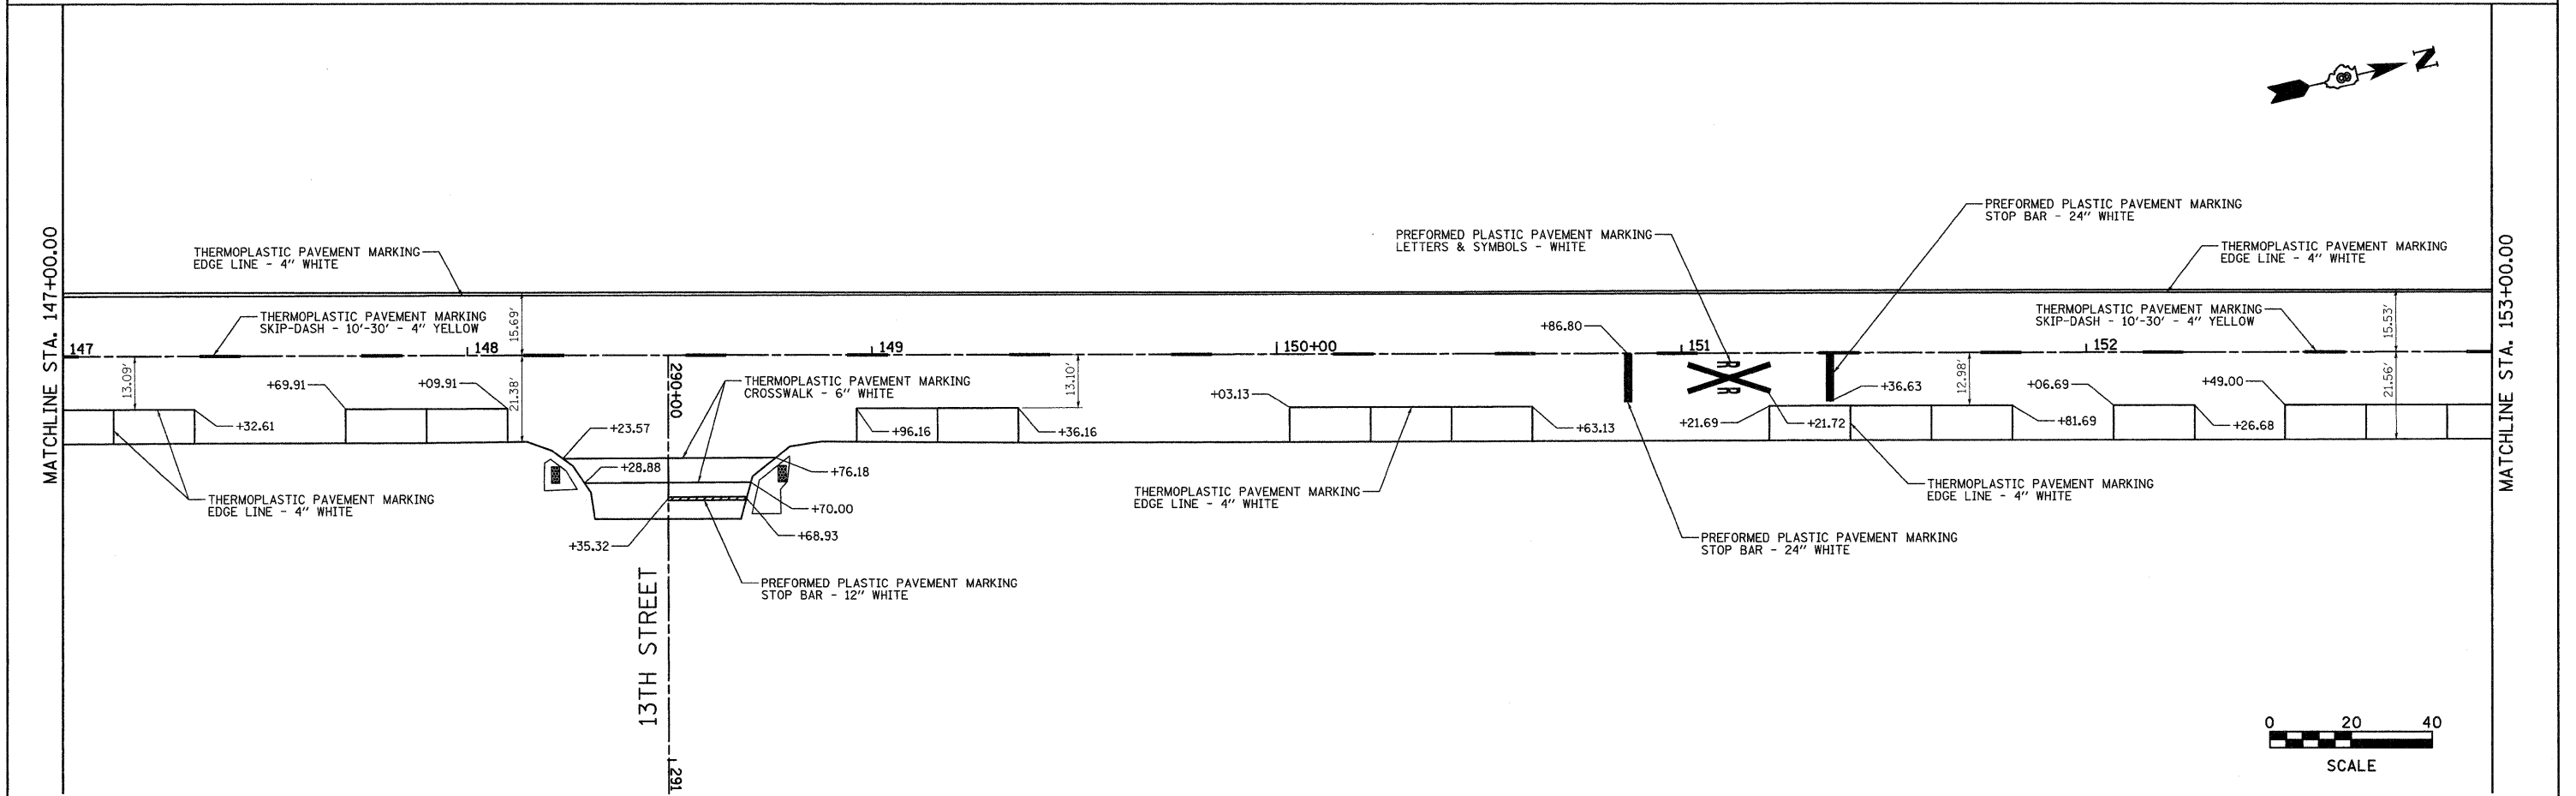 N
PREFORMED PLASTIC PAVEMENT MARKING
STOP BAR - 24" WHITE
PREFORMED PLASTIC PAVEMENT MARKING
LETTERS & SYMBOLS - WHITE
THERMOPLASTIC PAVEMENT MARKING
EDGE LINE - 4" WHITE
THERMOPLASTIC PAVEMENT MARKING
EDGE LINE - 4" WHITE
MATCHLINE STA. 147+00.00
MATCHLINE STA. 153+00.00
THERMOPLASTIC PAVEMENT MARKING
SKIP-DASH - 10'-30' - 4" YELLOW
15.69'
+86.80
THERMOPLASTIC PAVEMENT MARKING
SKIP-DASH - 10'-30' - 4" YELLOW
15.53'
147
148
149
150+00
151
152
13.09'
+69.91
+09.91
21.38'
290+00
THERMOPLASTIC PAVEMENT MARKING
CROSSWALK - 6" WHITE
13.10'
+03.13
R R
+36.63
12.98'
+06.69
+49.00
21.56'
+32.61
+23.57
+96.16
+36.16
+63.13
+21.69
+21.72
+81.69
+26.68
+28.88
+76.18
THERMOPLASTIC PAVEMENT MARKING
EDGE LINE - 4" WHITE
+70.00
THERMOPLASTIC PAVEMENT MARKING
EDGE LINE - 4" WHITE
THERMOPLASTIC PAVEMENT MARKING
EDGE LINE - 4" WHITE
+35.32
+68.93
PREFORMED PLASTIC PAVEMENT MARKING
STOP BAR - 24" WHITE
PREFORMED PLASTIC PAVEMENT MARKING
STOP BAR - 12" WHITE
13TH STREET
291
0 20 40
SCALE